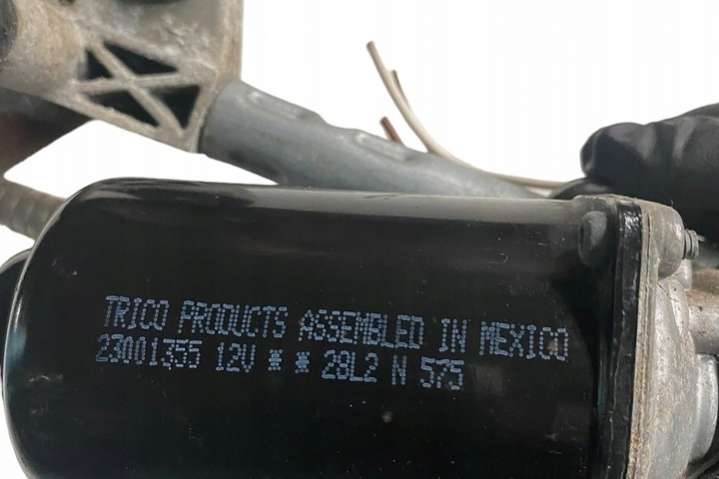 TRICO PRODUCTS ASSEMBLED IN MEXICO
23001355 12V * * 28L2 N 575